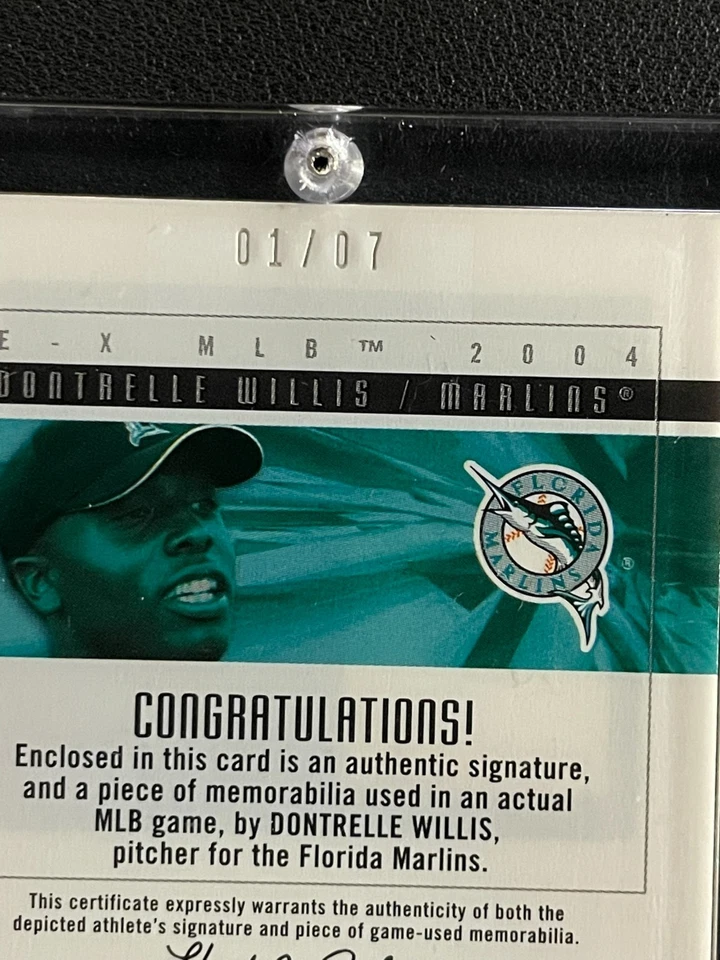 01/07
E-X MLB™ 2004
DONTRELLE WILLIS / MARLINS®
FLORIDA
MARLINS
®
CONGRATULATIONS!
Enclosed in this card is an authentic signature,
and a piece of memorabilia used in an actual
MLB game, by DONTRELLE WILLIS,
pitcher for the Florida Marlins.
This certificate expressly warrants the authenticity of both the
depicted athlete's signature and piece of game-used memorabilia.